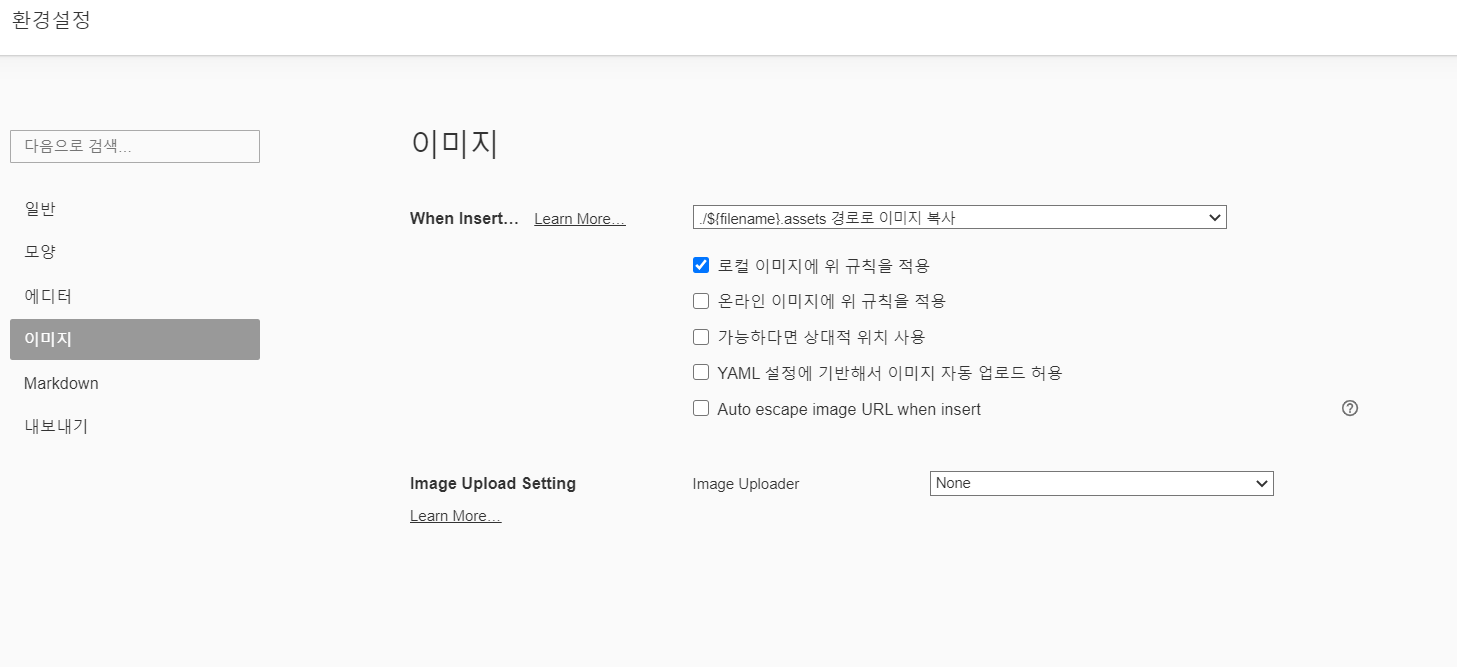 환경설정
다음으로 검색...
일반
모양
에디터
이미지
Markdown
내보내기
이미지
When Insert... Learn More...
./${filename}.assets 경로로 이미지 복사
로컬 이미지에 위 규칙을 적용
온라인 이미지에 위 규칙을 적용
가능하다면 상대적 위치 사용
YAML 설정에 기반해서 이미지 자동 업로드 허용
Auto escape image URL when insert ?
Image Upload Setting
Learn More...
Image Uploader None